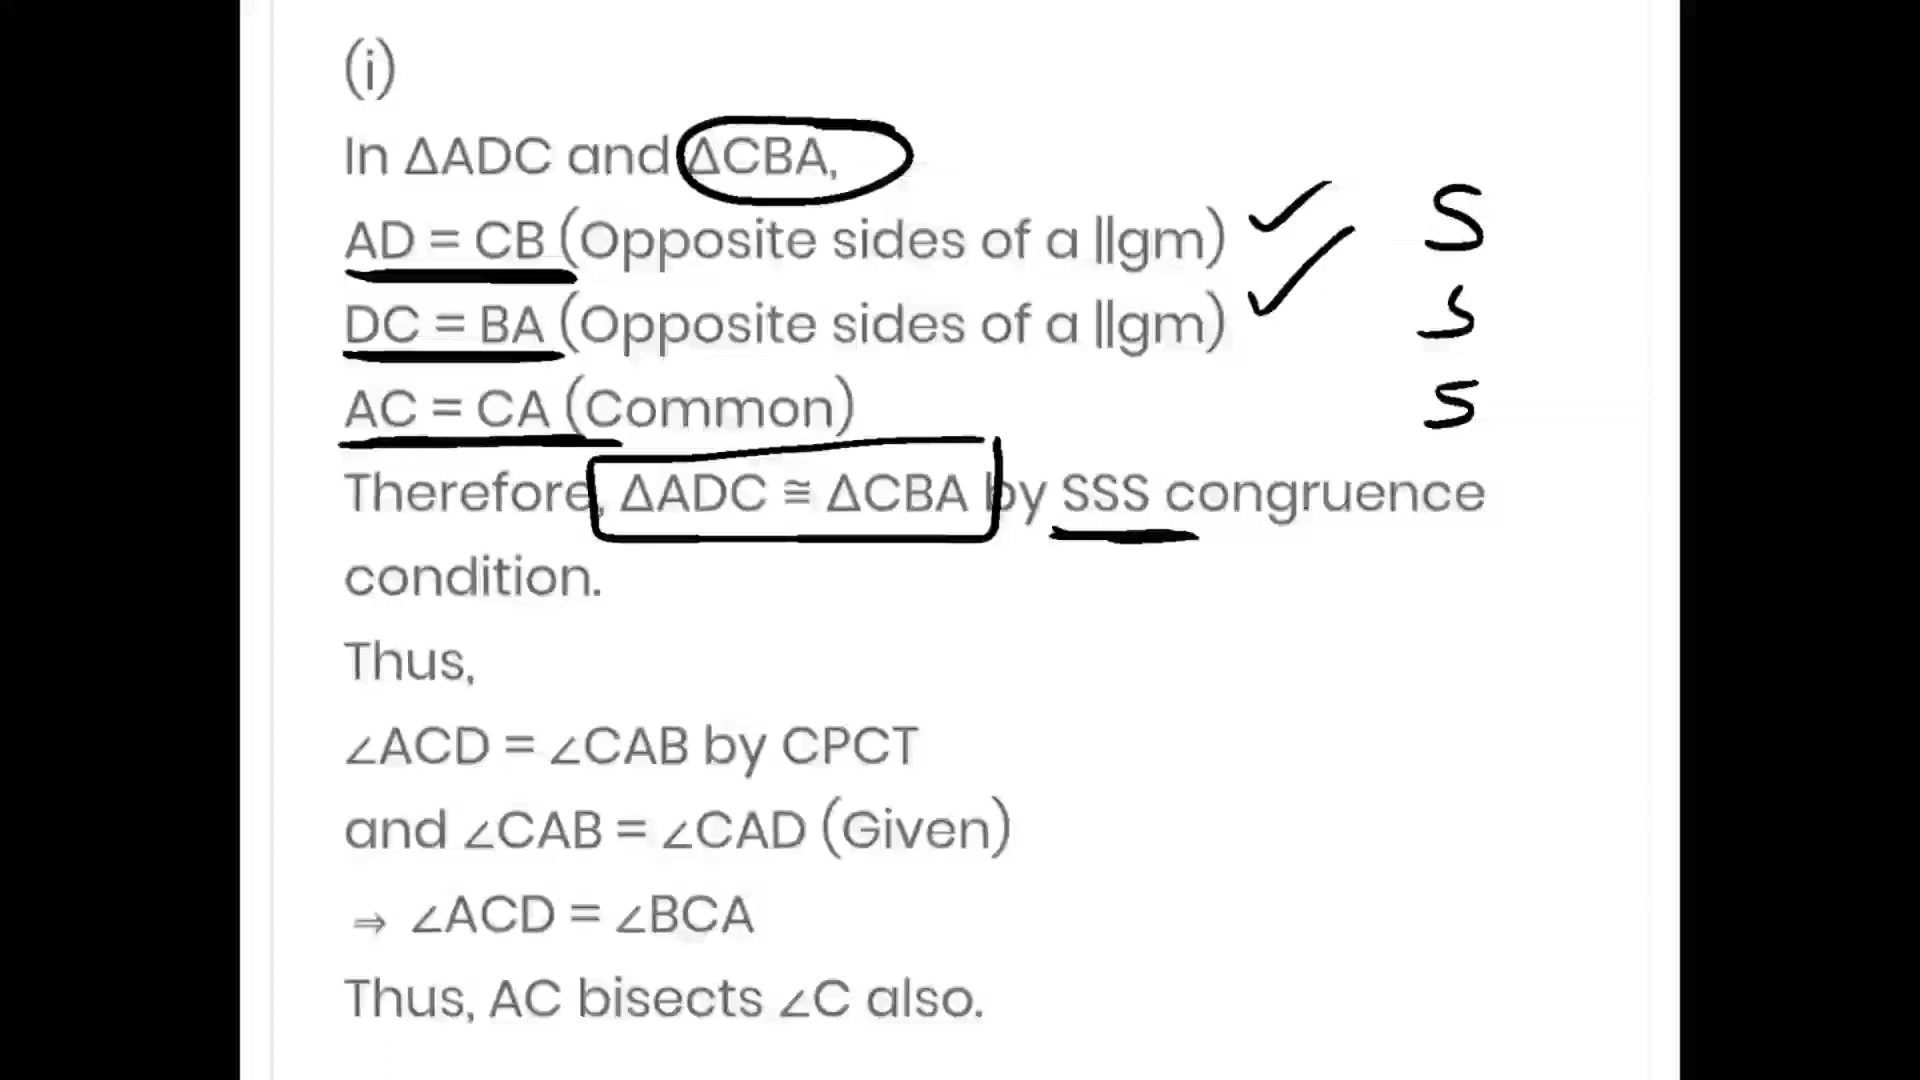 (i)
In ΔADC and ΔCBA,
AD = CB (Opposite sides of a ||gm) ✓ S
DC = BA (Opposite sides of a ||gm) ✓ S
AC = CA (Common) S
Therefore, ΔADC ≅ ΔCBA by SSS congruence
condition.
Thus,
∠ACD = ∠CAB by CPCT
and ∠CAB = ∠CAD (Given)
⇒ ∠ACD = ∠BCA
Thus, AC bisects ∠C also.